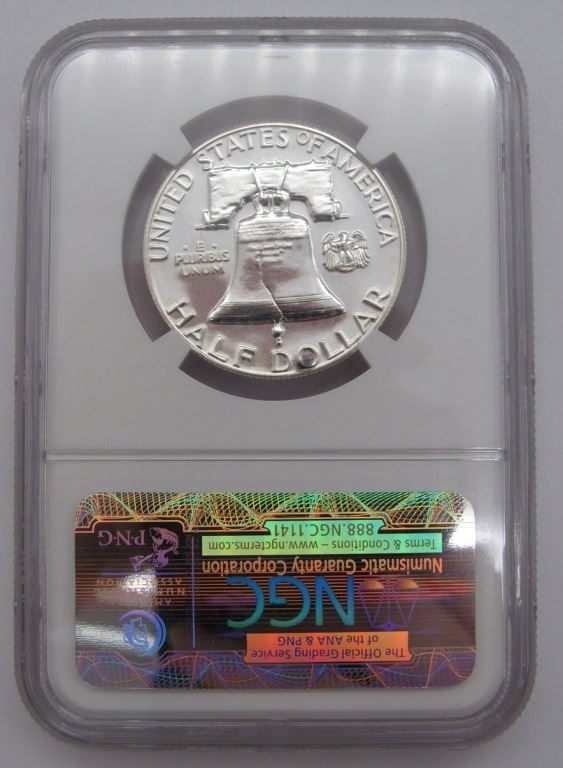 UNITED STATES OF AMERICA
E
PLURIBUS
UNUM
HALF DOLLAR
The Official Grading Service
of the ANA & PNG
NGC
Numismatic Guaranty Corporation
Terms & Conditions – www.ngcterms.com
888.NGC.1141
P·N·G
ASSOCIATION